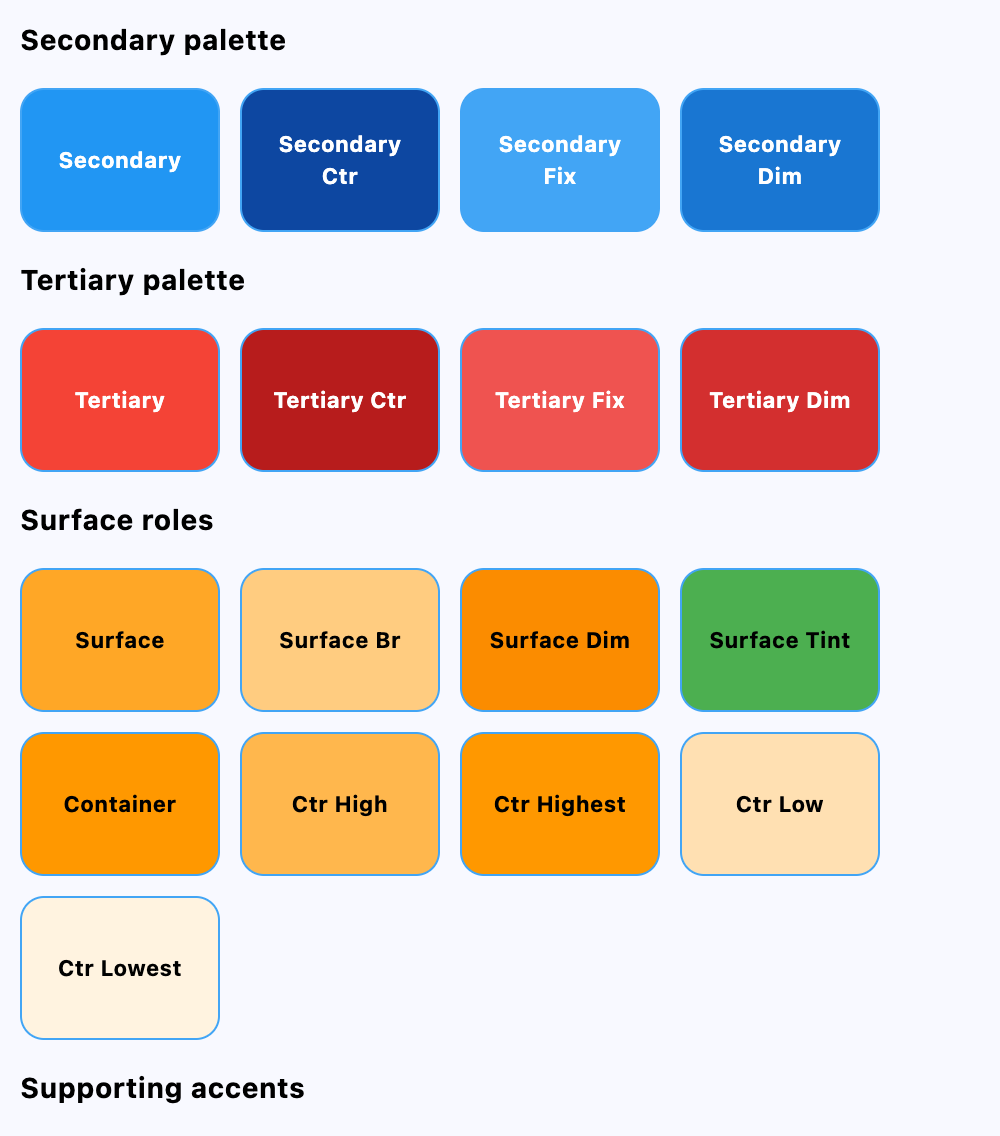 Secondary palette
Secondary
Secondary
Ctr
Secondary
Fix
Secondary
Dim
Tertiary palette
Tertiary
Tertiary Ctr
Tertiary Fix
Tertiary Dim
Surface roles
Surface
Surface Br
Surface Dim
Surface Tint
Container
Ctr High
Ctr Highest
Ctr Low
Ctr Lowest
Supporting accents